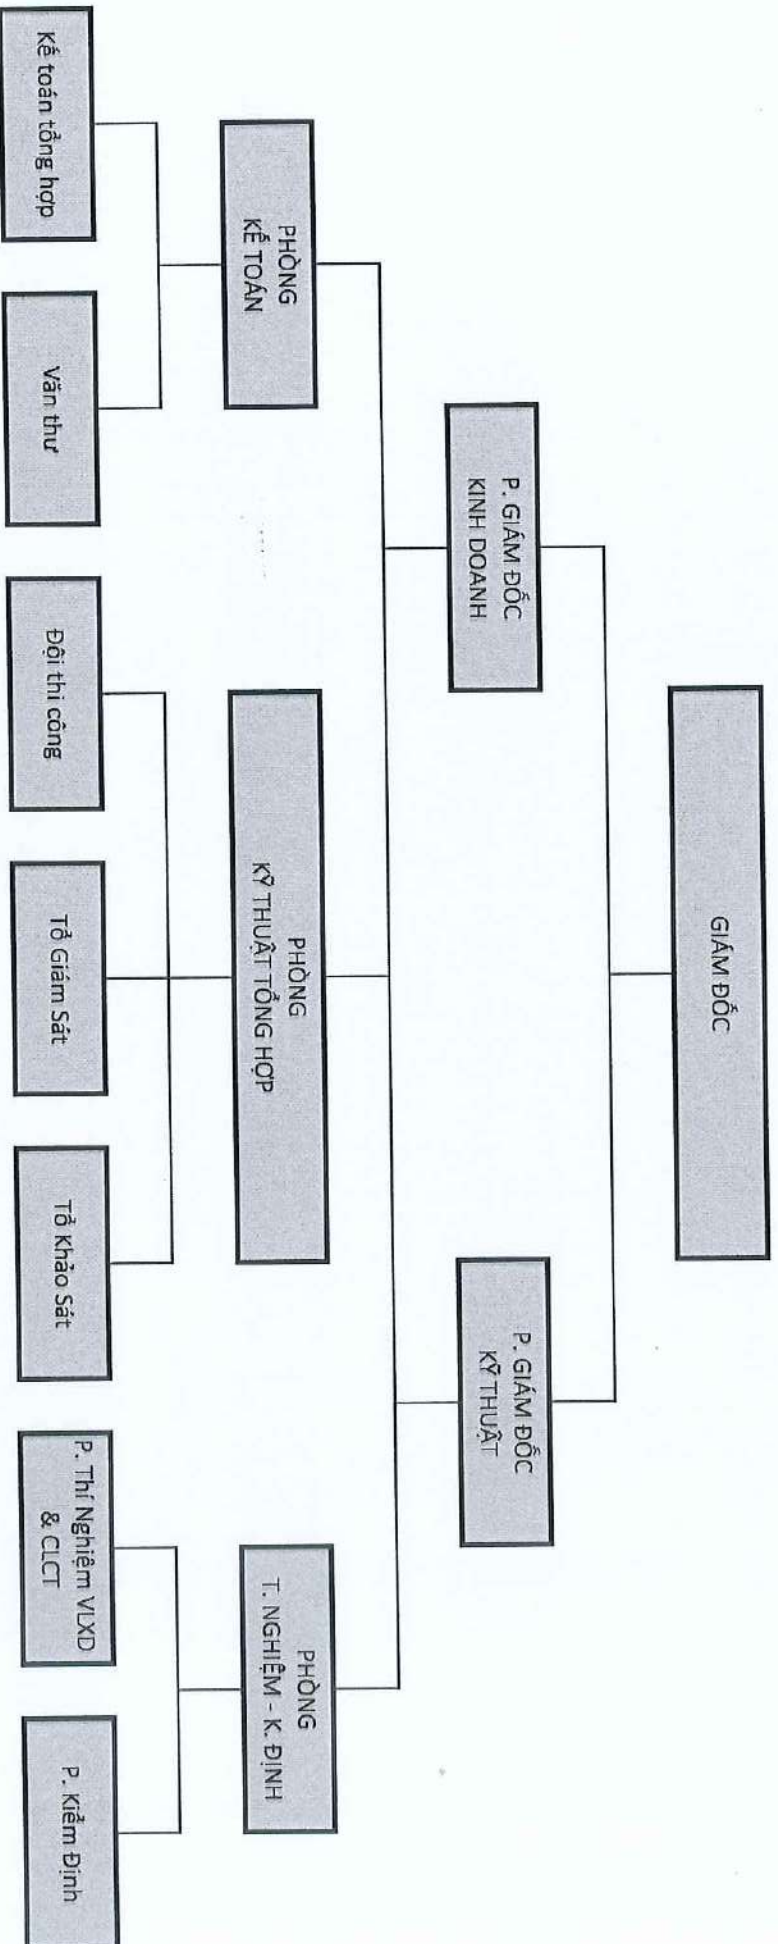 GIÁM ĐỐC
P. GIÁM ĐỐC
KINH DOANH
P. GIÁM ĐỐC
KỸ THUẬT
PHÒNG
KẾ TOÁN
PHÒNG
KỸ THUẬT TỔNG HỢP
PHÒNG
T. NGHIỆM - K. ĐỊNH
Kế toán tổng hợp
Văn thư
Đội thi công
Tổ Giám Sát
Tổ Khảo Sát
P. Thí Nghiệm VLXD
& CLCT
P. Kiểm Định